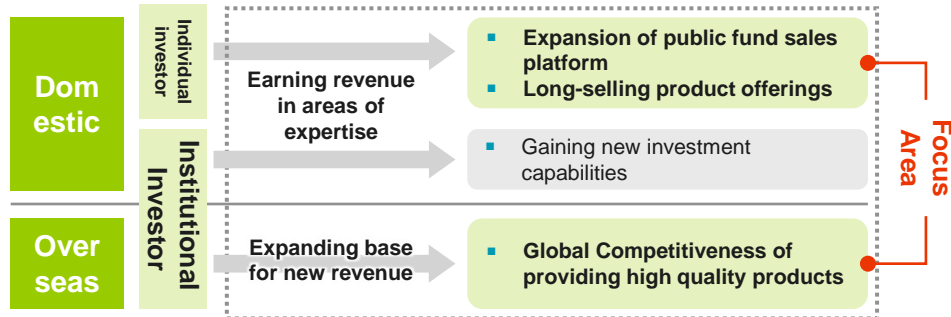 Dom
estic
Individual
investor
Earning revenue
in areas of
expertise
Expansion of public fund sales
platform
Long-selling product offerings
Institutional
Investor
Gaining new investment
capabilities
Focus
Area
Over
seas
Expanding base
for new revenue
Global Competitiveness of
providing high quality products